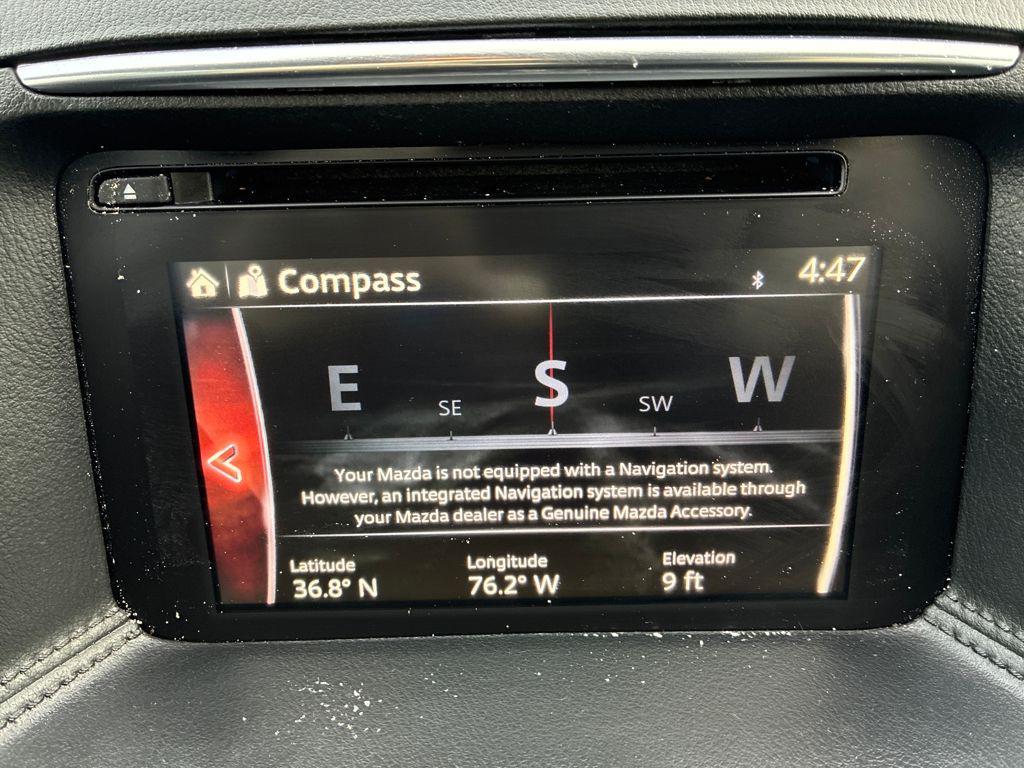 Compass 4:47
E SE S SW W
Your Mazda is not equipped with a Navigation system.
However, an integrated Navigation system is available through
your Mazda dealer as a Genuine Mazda Accessory.
Latitude Longitude Elevation
36.8° N 76.2° W 9 ft